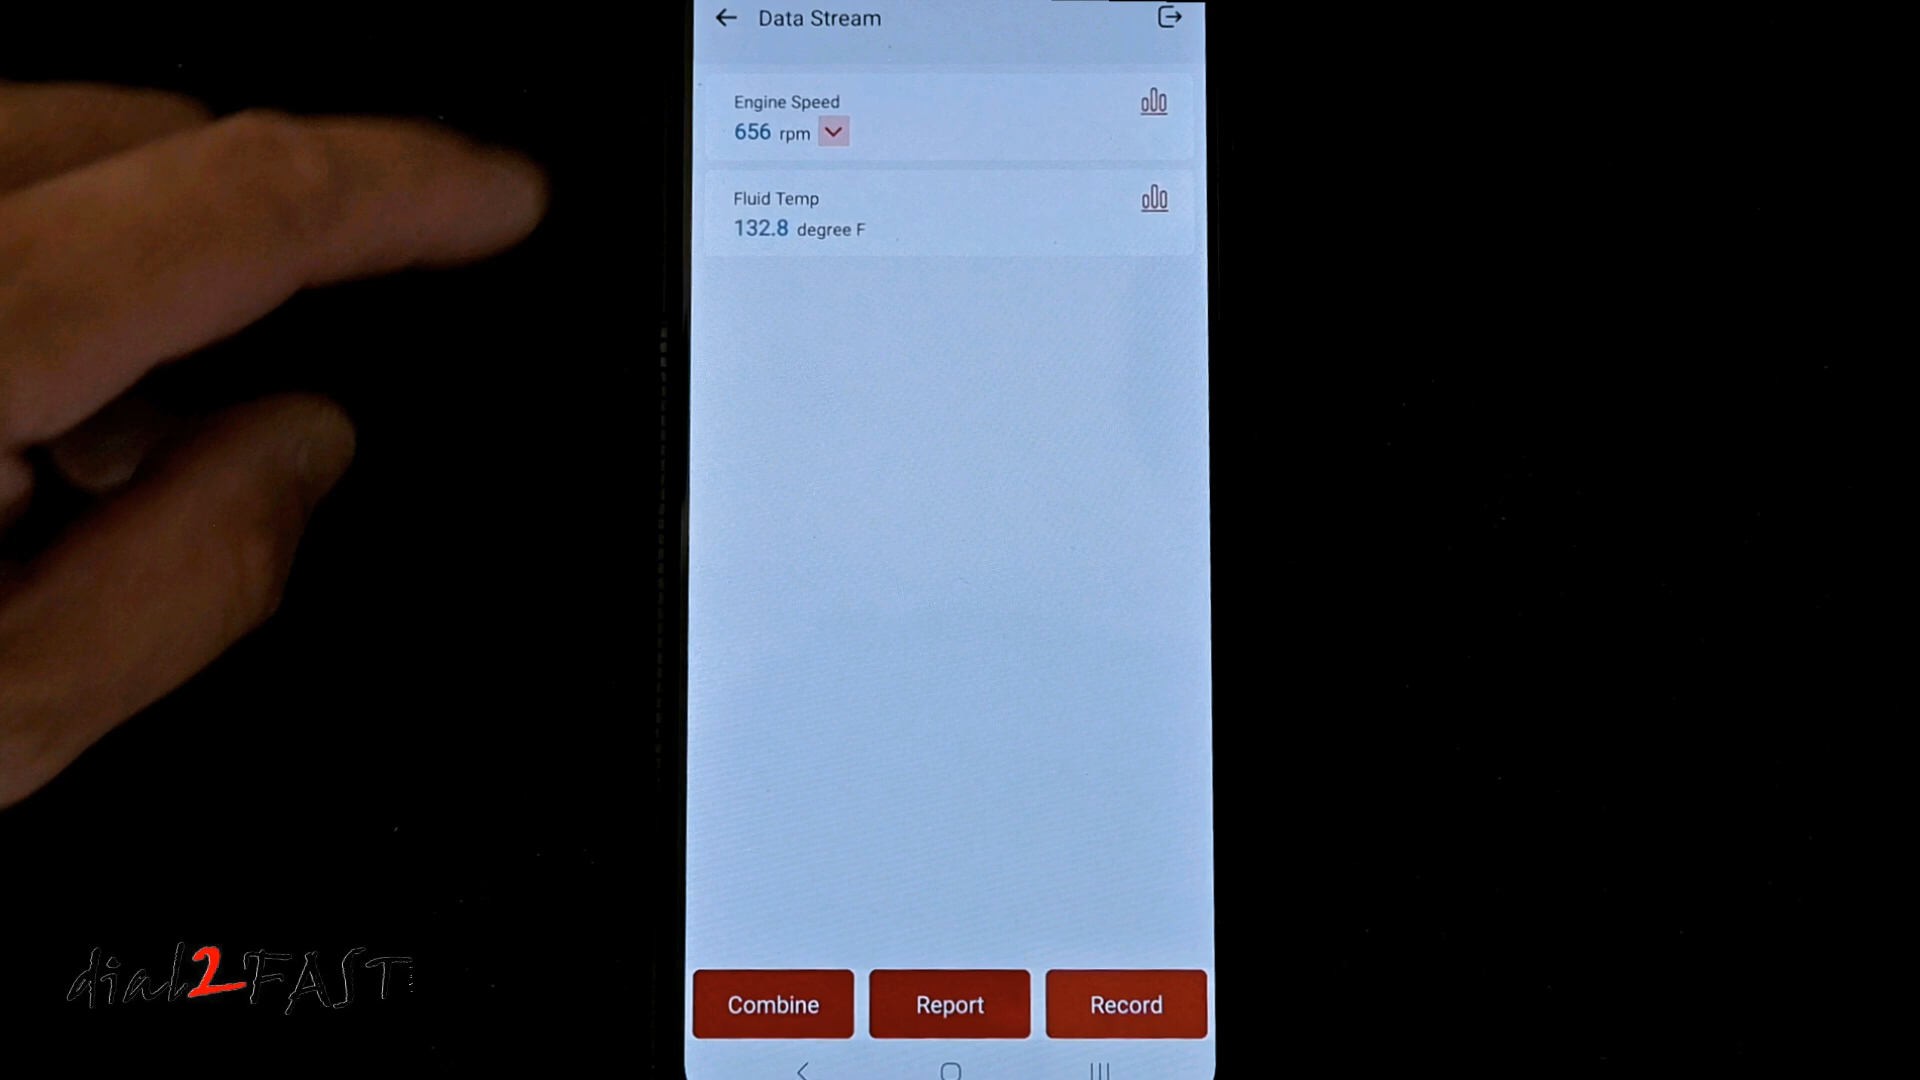 Data Stream
Engine Speed
656 rpm
Fluid Temp
132.8 degree F
Combine Report Record
dial2FAST